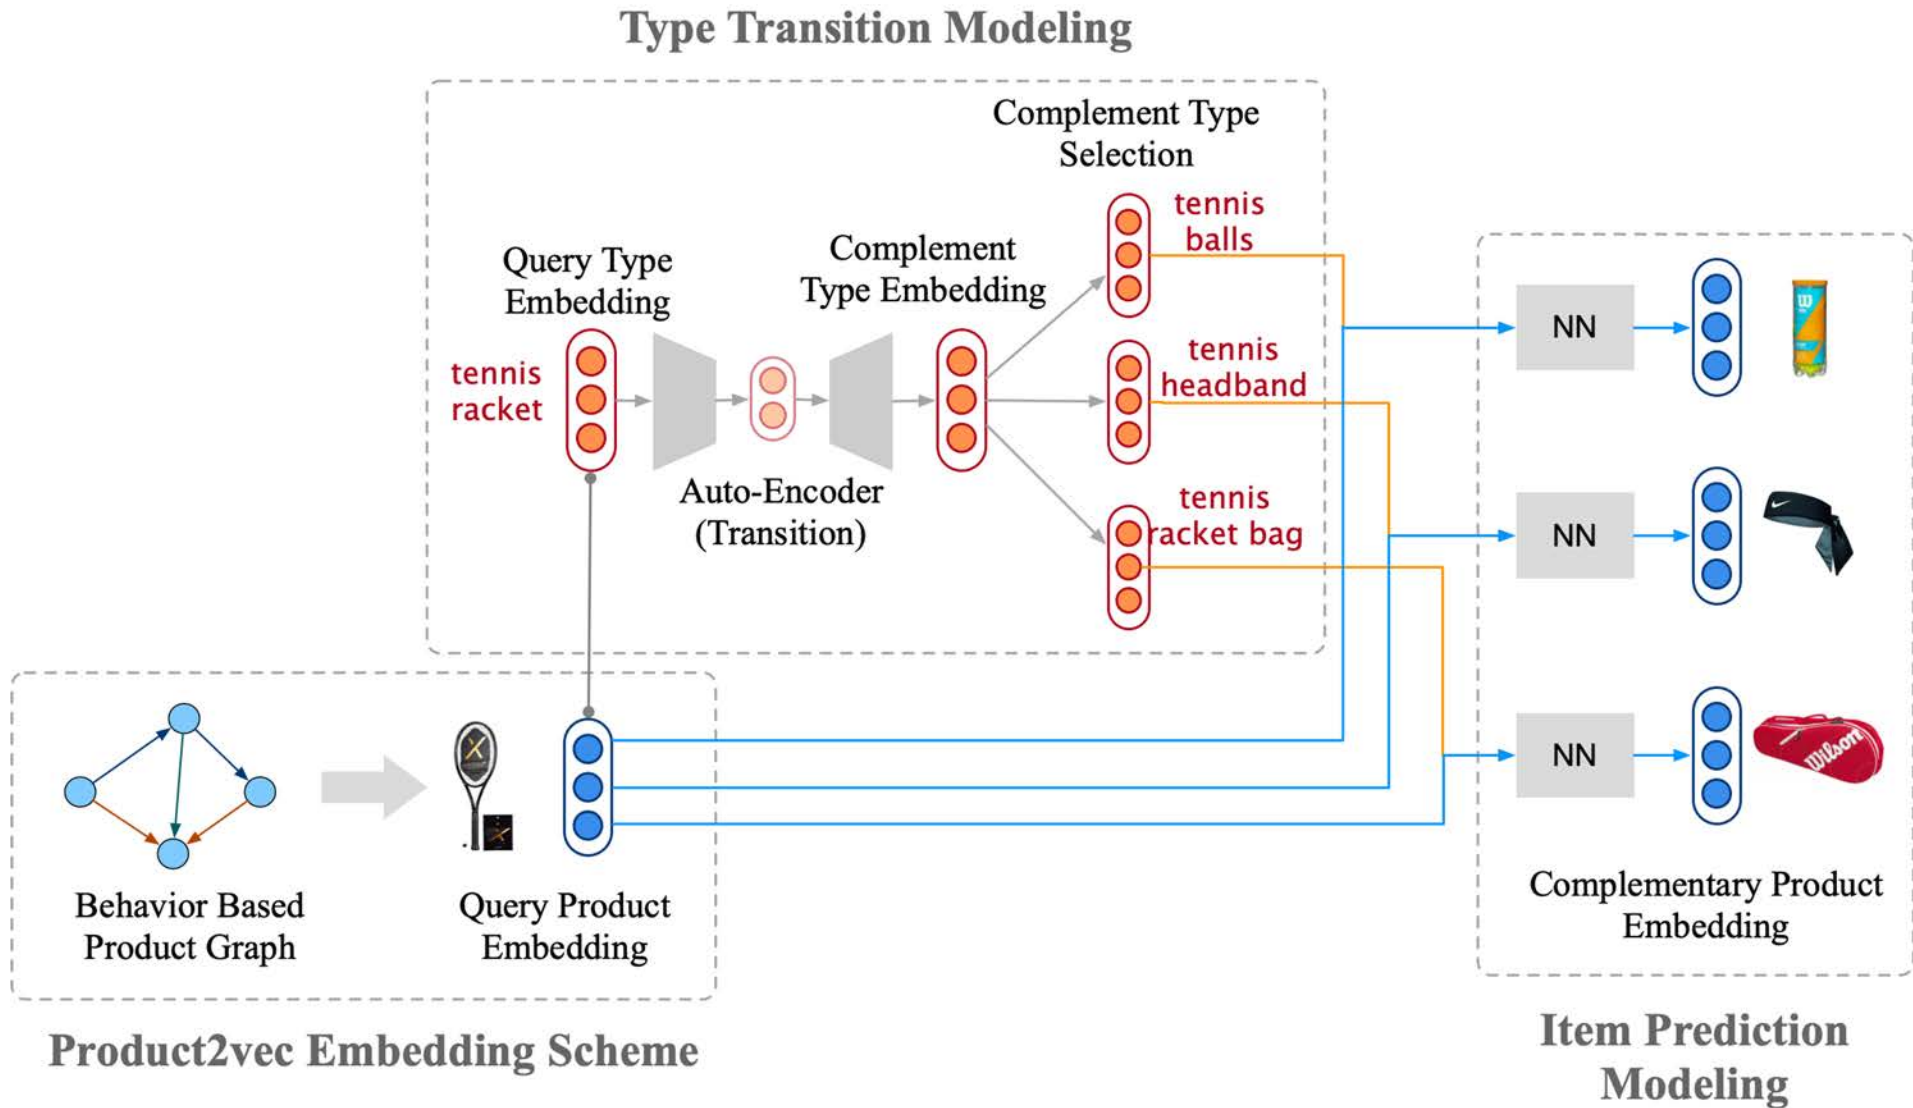 Type Transition Modeling
Complement Type
Selection
tennis
balls
Query Type
Embedding
Complement
Type Embedding
tennis
racket
tennis
headband
Auto-Encoder
(Transition)
tennis
racket bag
NN
W
NN
NN
Wilson
Behavior Based
Product Graph
Query Product
Embedding
Complementary Product
Embedding
Product2vec Embedding Scheme
Item Prediction
Modeling